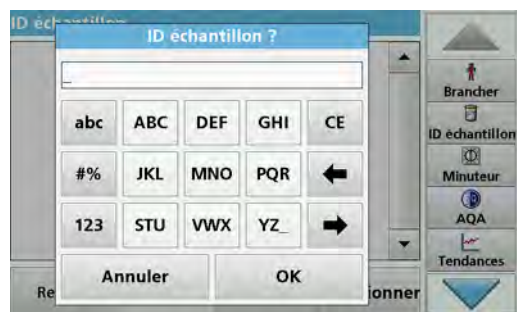 ID échantillon ?
abc ABC DEF GHI CE
#% JKL MNO PQR
123 STU VWX YZ_
Annuler OK
Brancher
ID échantillon
Minuteur
AQA
Tendances